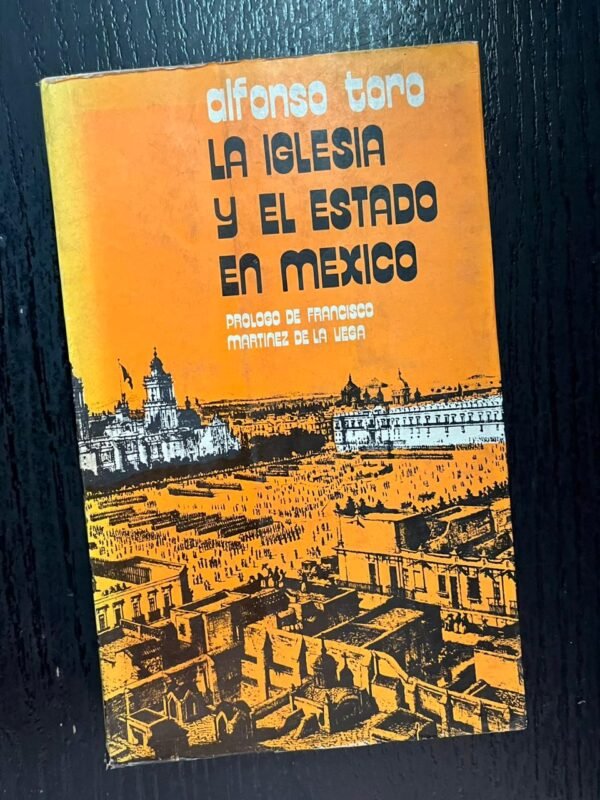 alfonso toro
LA IGLESIA
Y EL ESTADO
EN MEXICO
PROLOGO DE FRANCISCO
MARTINEZ DE LA VEGA